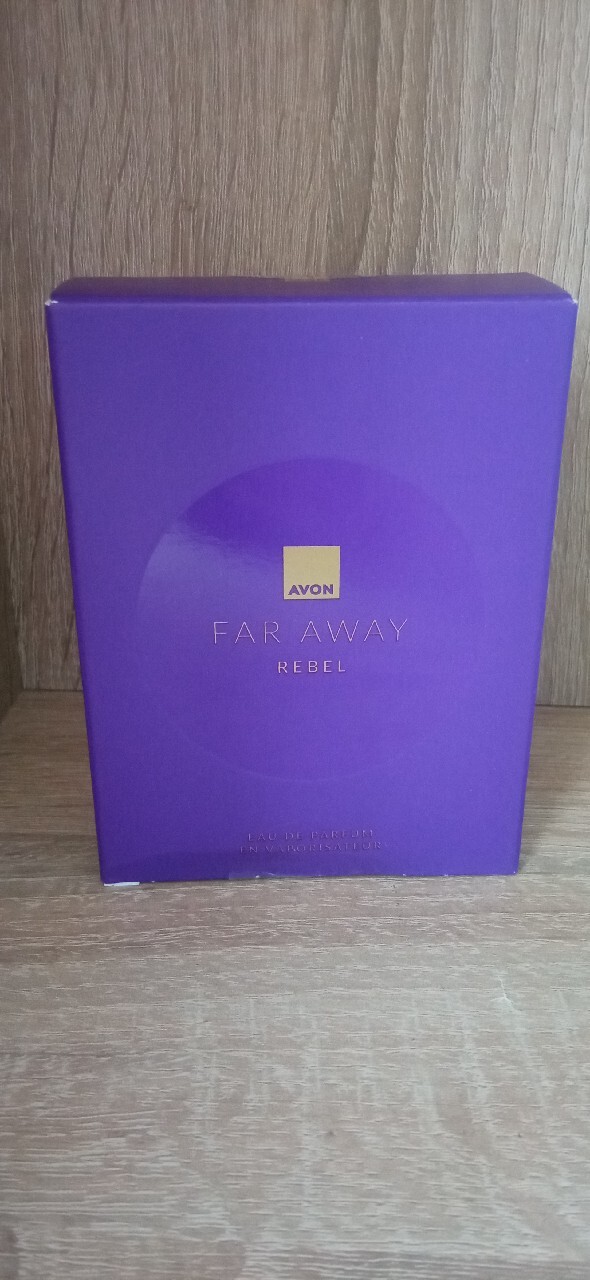 AVON
FAR AWAY
REBEL
EAU DE PARFUM
EN VAPORISATEUR